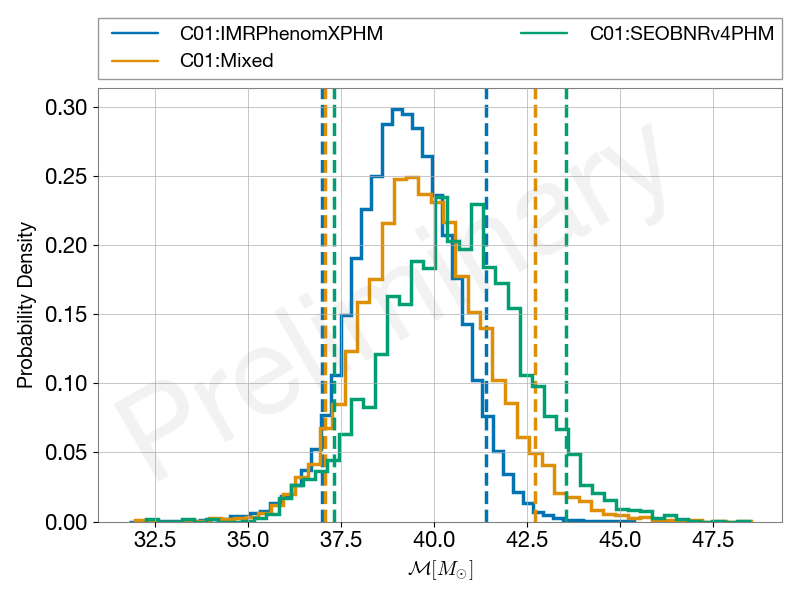 C01:IMRPhenomXPHM
C01:SEOBNRv4PHM
C01:Mixed
Preliminary
Probability Density
0.30
0.25
0.20
0.15
0.10
0.05
0.00
32.5 35.0 37.5 40.0 42.5 45.0 47.5
ℳ[M⊙]